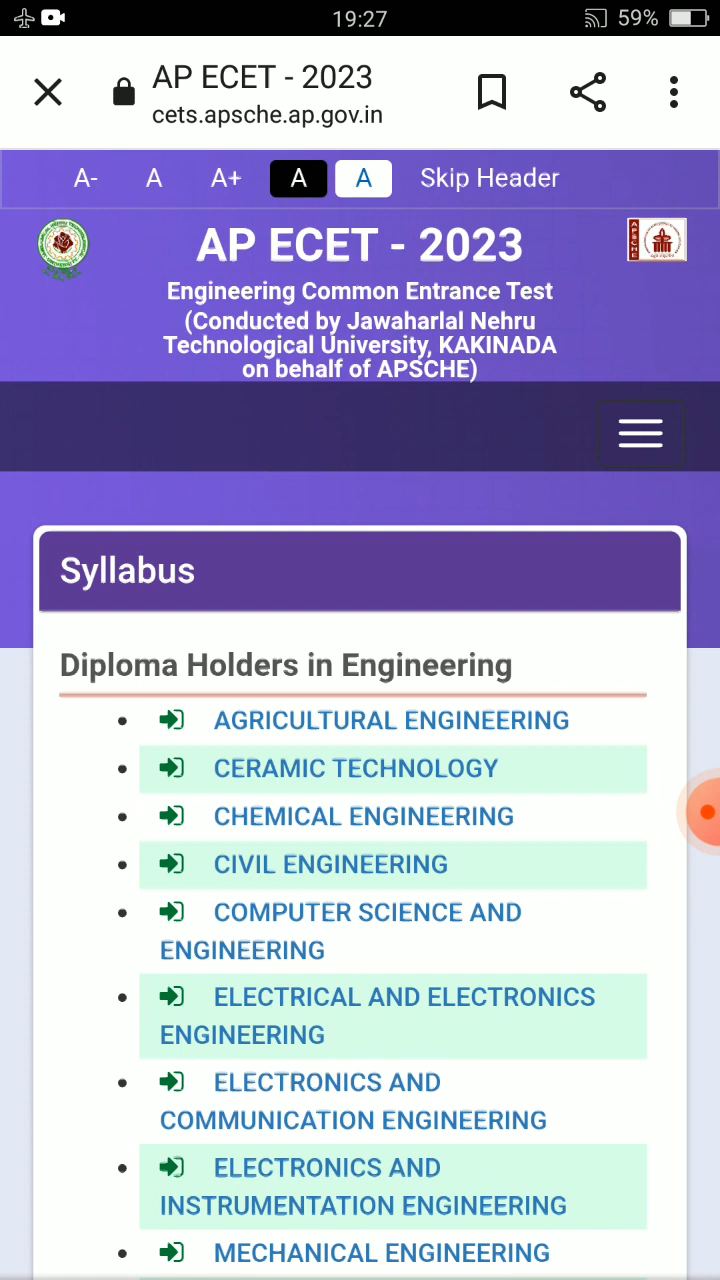 19:27
59%
AP ECET - 2023
cets.apsche.ap.gov.in
A-
A
A+
A
A
Skip Header
AP ECET - 2023
Engineering Common Entrance Test
(Conducted by Jawaharlal Nehru
Technological University, KAKINADA
on behalf of APSCHE)
APSCHE
Syllabus
Diploma Holders in Engineering
AGRICULTURAL ENGINEERING
CERAMIC TECHNOLOGY
CHEMICAL ENGINEERING
CIVIL ENGINEERING
COMPUTER SCIENCE AND
ENGINEERING
ELECTRICAL AND ELECTRONICS
ENGINEERING
ELECTRONICS AND
COMMUNICATION ENGINEERING
ELECTRONICS AND
INSTRUMENTATION ENGINEERING
MECHANICAL ENGINEERING